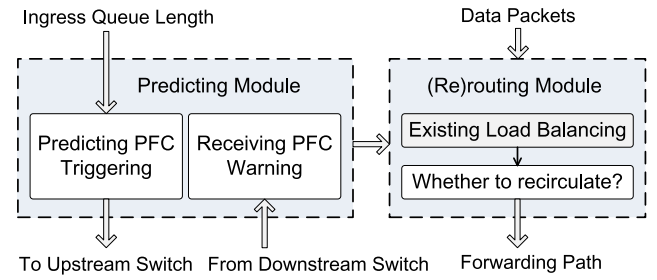 Ingress Queue Length
Data Packets
Predicting Module
(Re)routing Module
Predicting PFC
Triggering
Receiving PFC
Warning
Existing Load Balancing
Whether to recirculate?
To Upstream Switch
From Downstream Switch
Forwarding Path